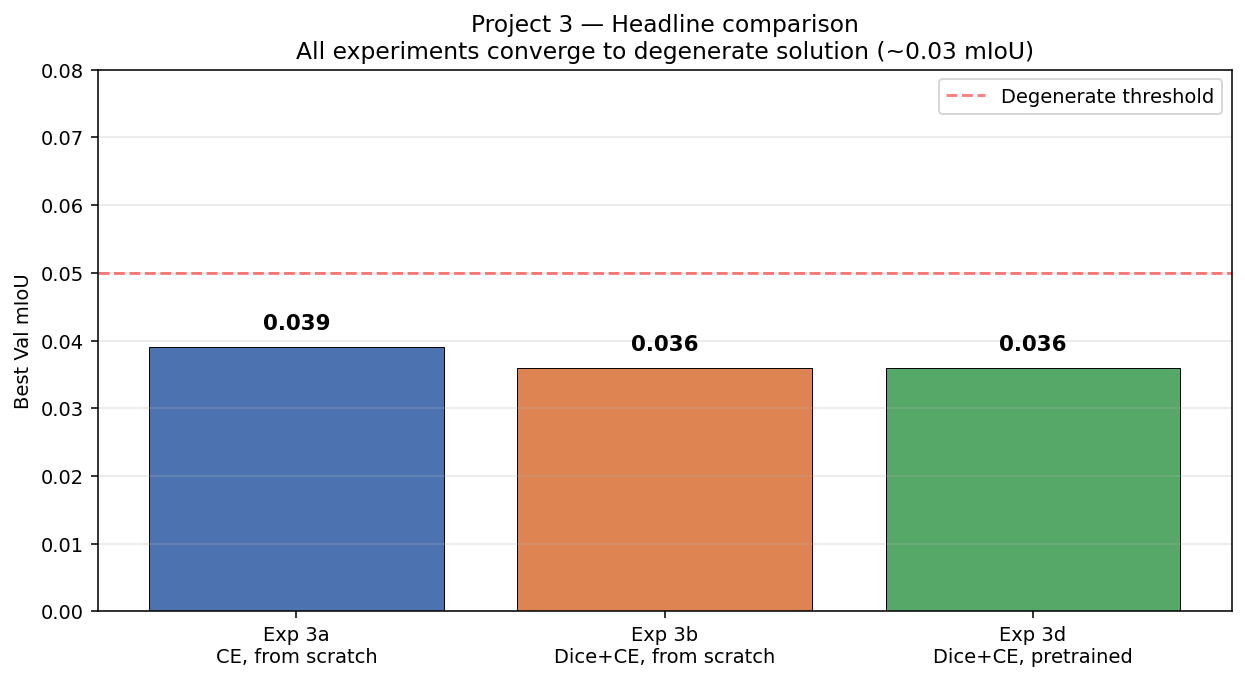 Project 3 — Headline comparison
All experiments converge to degenerate solution (~0.03 mIoU)
Degenerate threshold
Best Val mIoU
0.08
0.07
0.06
0.05
0.04
0.03
0.02
0.01
0.00
0.039
0.036
0.036
Exp 3a
CE, from scratch
Exp 3b
Dice+CE, from scratch
Exp 3d
Dice+CE, pretrained